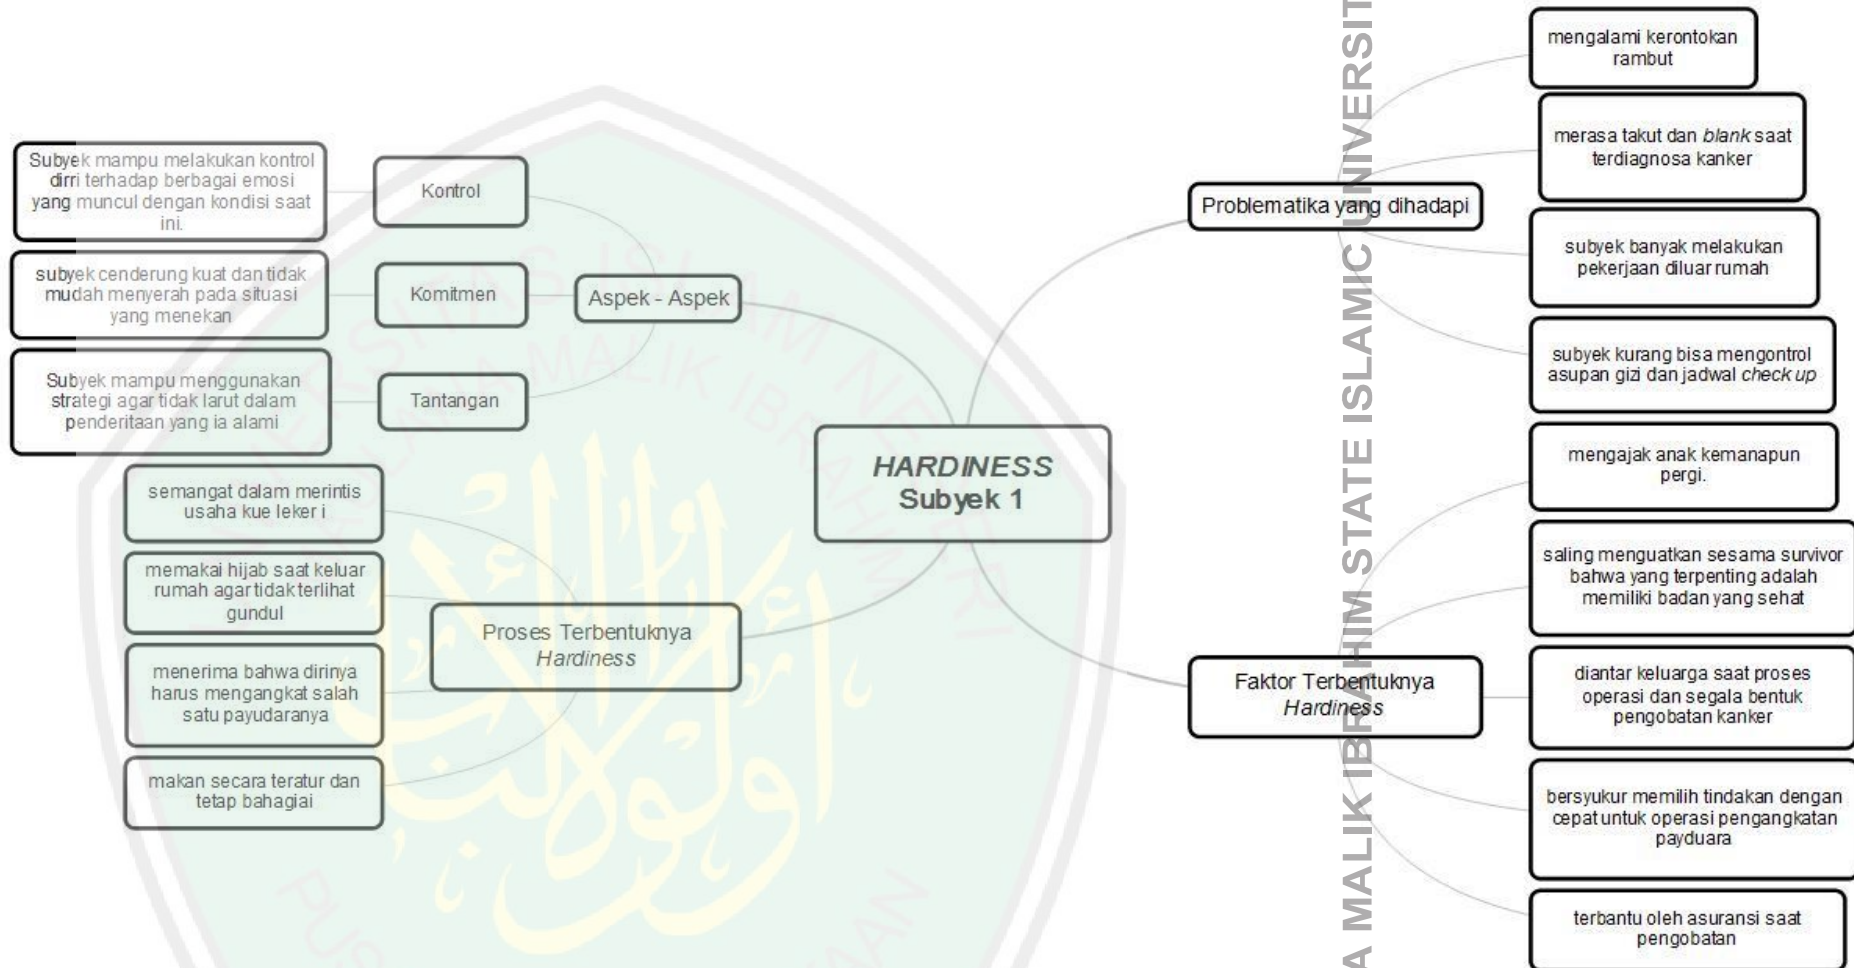 HARDINESS
Subyek 1
Aspek - Aspek
Kontrol
Subyek mampu melakukan kontrol
dirri terhadap berbagai emosi
yang muncul dengan kondisi saat
ini.
Komitmen
subyek cenderung kuat dan tidak
mudah menyerah pada situasi
yang menekan
Tantangan
Subyek mampu menggunakan
strategi agar tidak larut dalam
penderitaan yang ia alami
Proses Terbentuknya
Hardiness
semangat dalam merintis
usaha kue leker i
memakai hijab saat keluar
rumah agar tidak terlihat
gundul
menerima bahwa dirinya
harus mengangkat salah
satu payudaranya
makan secara teratur dan
tetap bahagiai
Problematika yang dihadapi
mengalami kerontokan
rambut
merasa takut dan blank saat
terdiagnosa kanker
subyek banyak melakukan
pekerjaan diluar rumah
subyek kurang bisa mengontrol
asupan gizi dan jadwal check up
Faktor Terbentuknya
Hardiness
mengajak anak kemanapun
pergi.
saling menguatkan sesama survivor
bahwa yang terpenting adalah
memiliki badan yang sehat
diantar keluarga saat proses
operasi dan segala bentuk
pengobatan kanker
bersyukur memilih tindakan dengan
cepat untuk operasi pengangkatan
payduara
terbantu oleh asuransi saat
pengobatan
A MALIK IBRAHIM STATE ISLAMIC UNIVERSIT